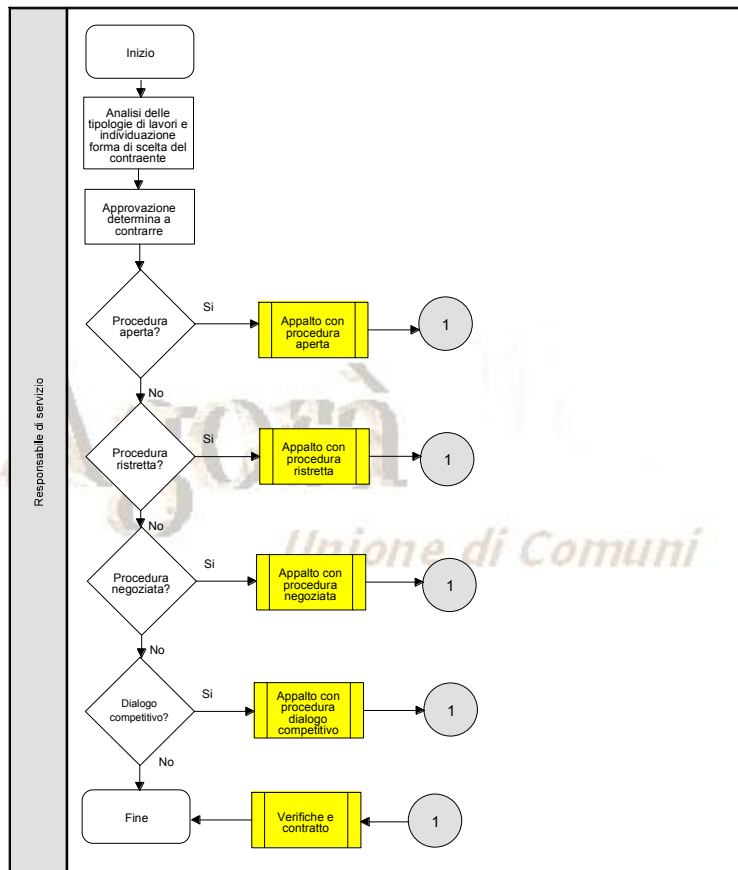 Responsabile di servizio
Inizio
Analisi delle
tipologie di lavori e
individuazione
forma di scelta del
contraente
Approvazione
determina a
contrarre
Procedura
aperta?
Si
Appalto con
procedura
aperta
1
No
Procedura
ristretta?
Si
Appalto con
procedura
ristretta
1
No
Procedura
negoziata?
Si
Appalto con
procedura
negoziata
1
No
Dialogo
competitivo?
Si
Appalto con
procedura
dialogo
competitivo
1
No
Fine
Verifiche e
contratto
1
Agorà
Unione di Comuni